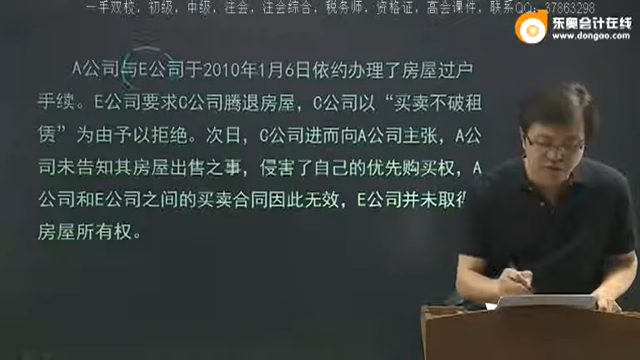 一手双校，初级，中级，注会，注会综合，税务师，资格证，高会课件，联系QQ：37863298
东奥会计在线
www.dongao.com
A公司与E公司于2010年1月6日依约办理了房屋过户
手续。E公司要求C公司腾退房屋，C公司以“买卖不破租
赁”为由予以拒绝。次日，C公司进而向A公司主张，A公
司未告知其房屋出售之事，侵害了自己的优先购买权，A
公司和E公司之间的买卖合同因此无效，E公司并未取得
房屋所有权。